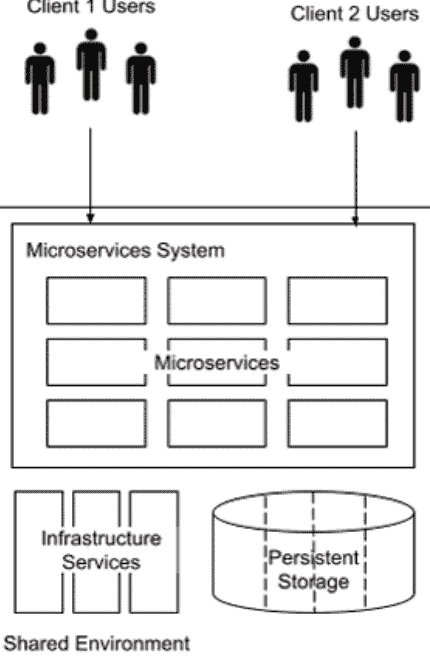 Client 1 Users
Client 2 Users
Microservices System
Microservices
Infrastructure
Services
Persistent
Storage
Shared Environment